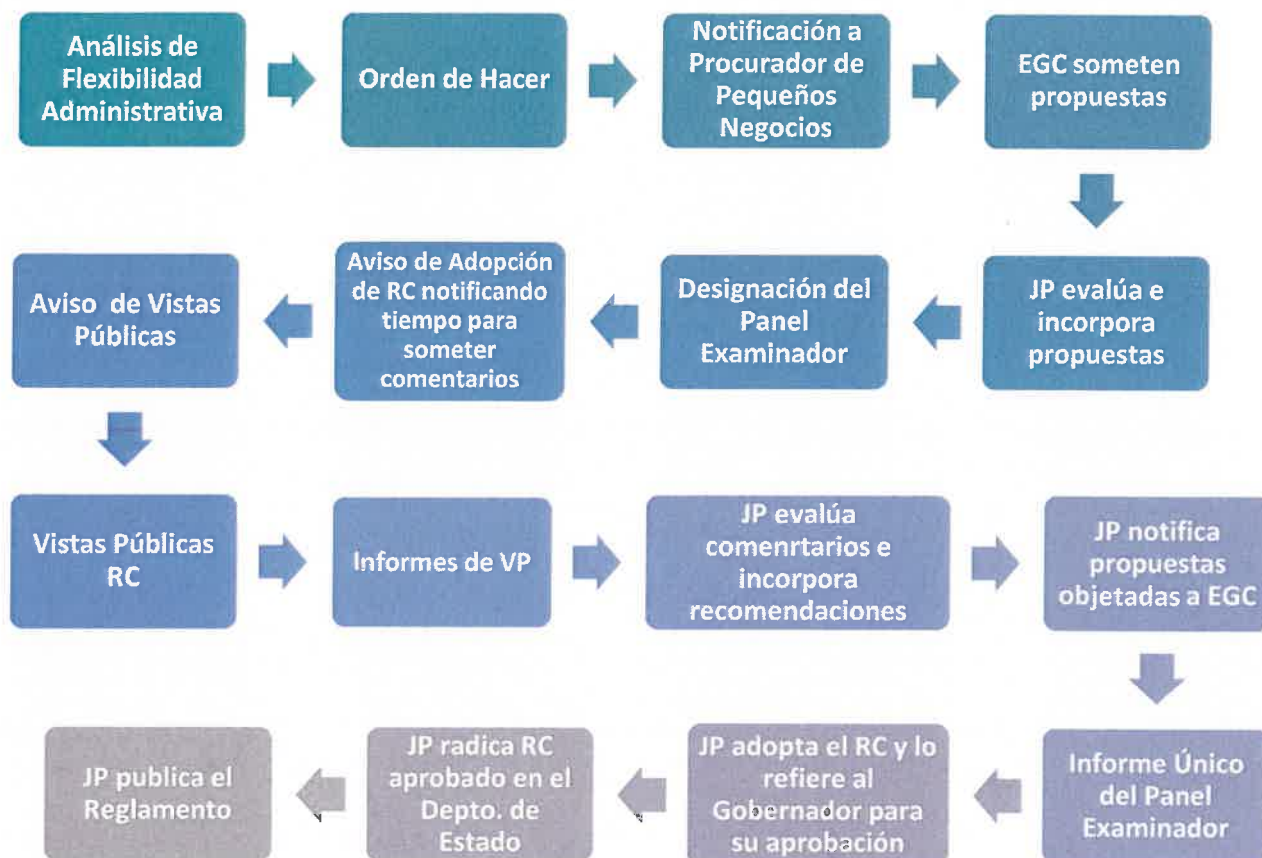 Análisis de
Flexibilidad
Administrativa
Orden de Hacer
Notificación a
Procurador de
Pequeños
Negocios
EGC someten
propuestas
JP evalúa e
incorpora
propuestas
Designación del
Panel
Examinador
Aviso de Adopción
de RC notificando
tiempo para
someter
comentarios
Aviso de Vistas
Públicas
Vistas Públicas
RC
Informes de VP
JP evalúa
comenrtarios e
incorpora
recomendaciones
JP notifica
propuestas
objetadas a EGC
Informe Único
del Panel
Examinador
JP adopta el RC y lo
refiere al
Gobernador para
su aprobación
JP radica RC
aprobado en el
Depto. de
Estado
JP publica el
Reglamento